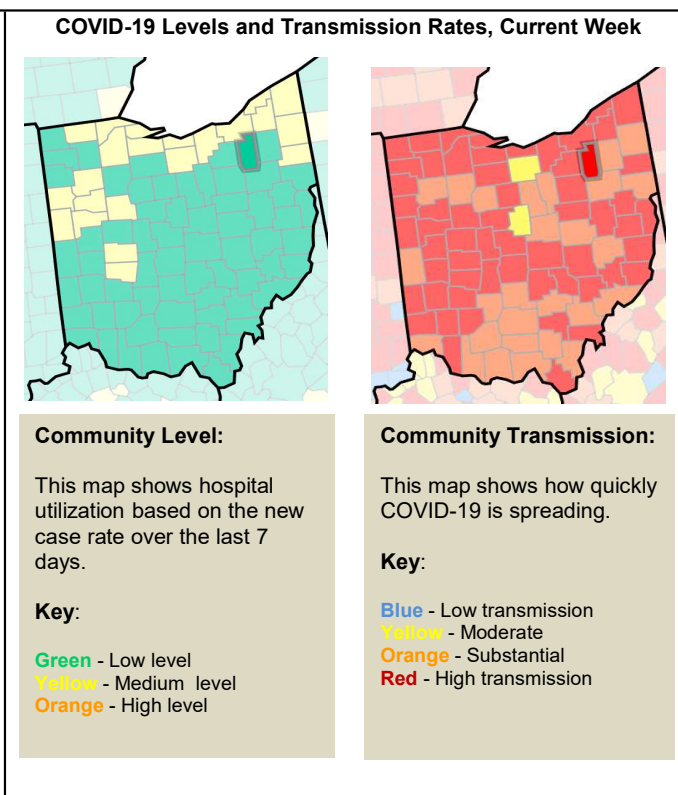 COVID-19 Levels and Transmission Rates, Current Week
Community Level:
This map shows hospital
utilization based on the new
case rate over the last 7
days.
Key:
Green - Low level
Yellow - Medium level
Orange - High level
Community Transmission:
This map shows how quickly
COVID-19 is spreading.
Key:
Blue - Low transmission
Yellow - Moderate
Orange - Substantial
Red - High transmission